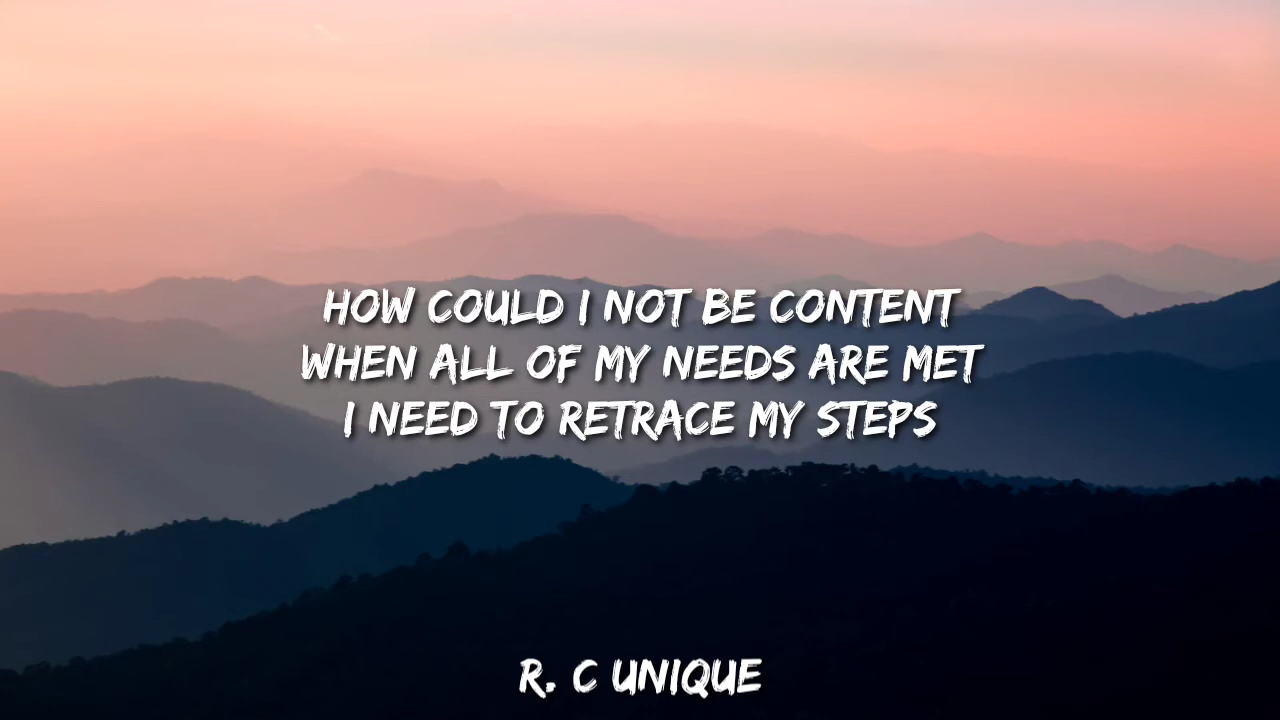 HOW COULD I NOT BE CONTENT
WHEN ALL OF MY NEEDS ARE MET
I NEED TO RETRACE MY STEPS
R. C UNIQUE